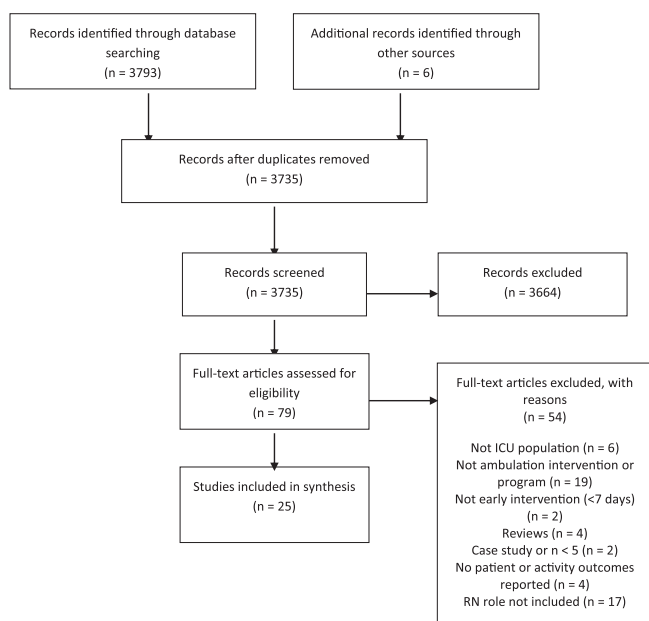 Records identified through database
searching
(n = 3793)
Additional records identified through
other sources
(n = 6)
Records after duplicates removed
(n = 3735)
Records screened
(n = 3735)
Records excluded
(n = 3664)
Full-text articles assessed for
eligibility
(n = 79)
Full-text articles excluded, with
reasons
(n = 54)
Not ICU population (n = 6)
Not ambulation intervention or
program (n = 19)
Not early intervention (<7 days)
(n = 2)
Reviews (n = 4)
Case study or n < 5 (n = 2)
No patient or activity outcomes
reported (n = 4)
RN role not included (n = 17)
Studies included in synthesis
(n = 25)